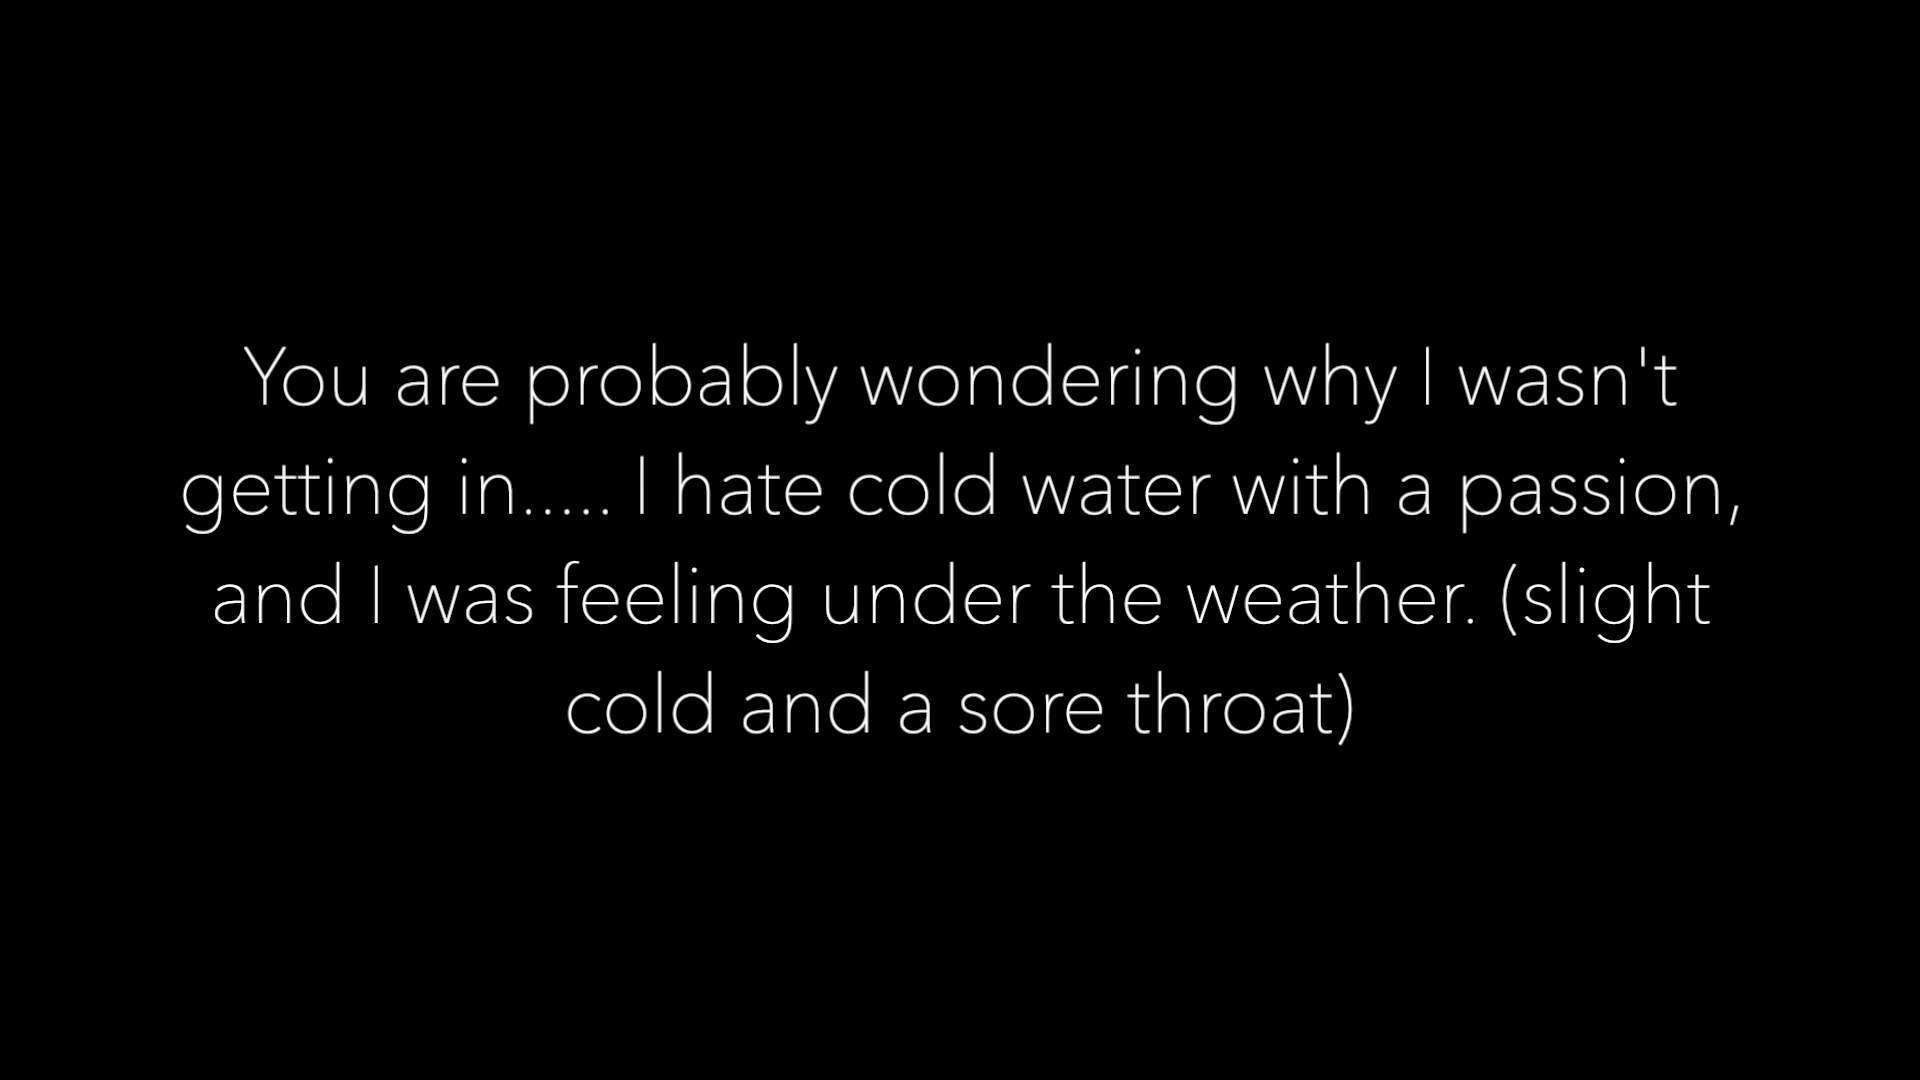 You are probably wondering why I wasn't
getting in..... I hate cold water with a passion,
and I was feeling under the weather. (slight
cold and a sore throat)